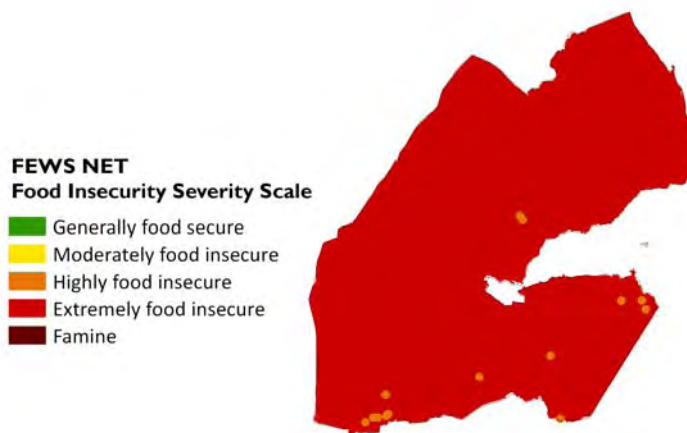 FEWS NET
Food Insecurity Severity Scale
Generally food secure
Moderately food insecure
Highly food insecure
Extremely food insecure
Famine